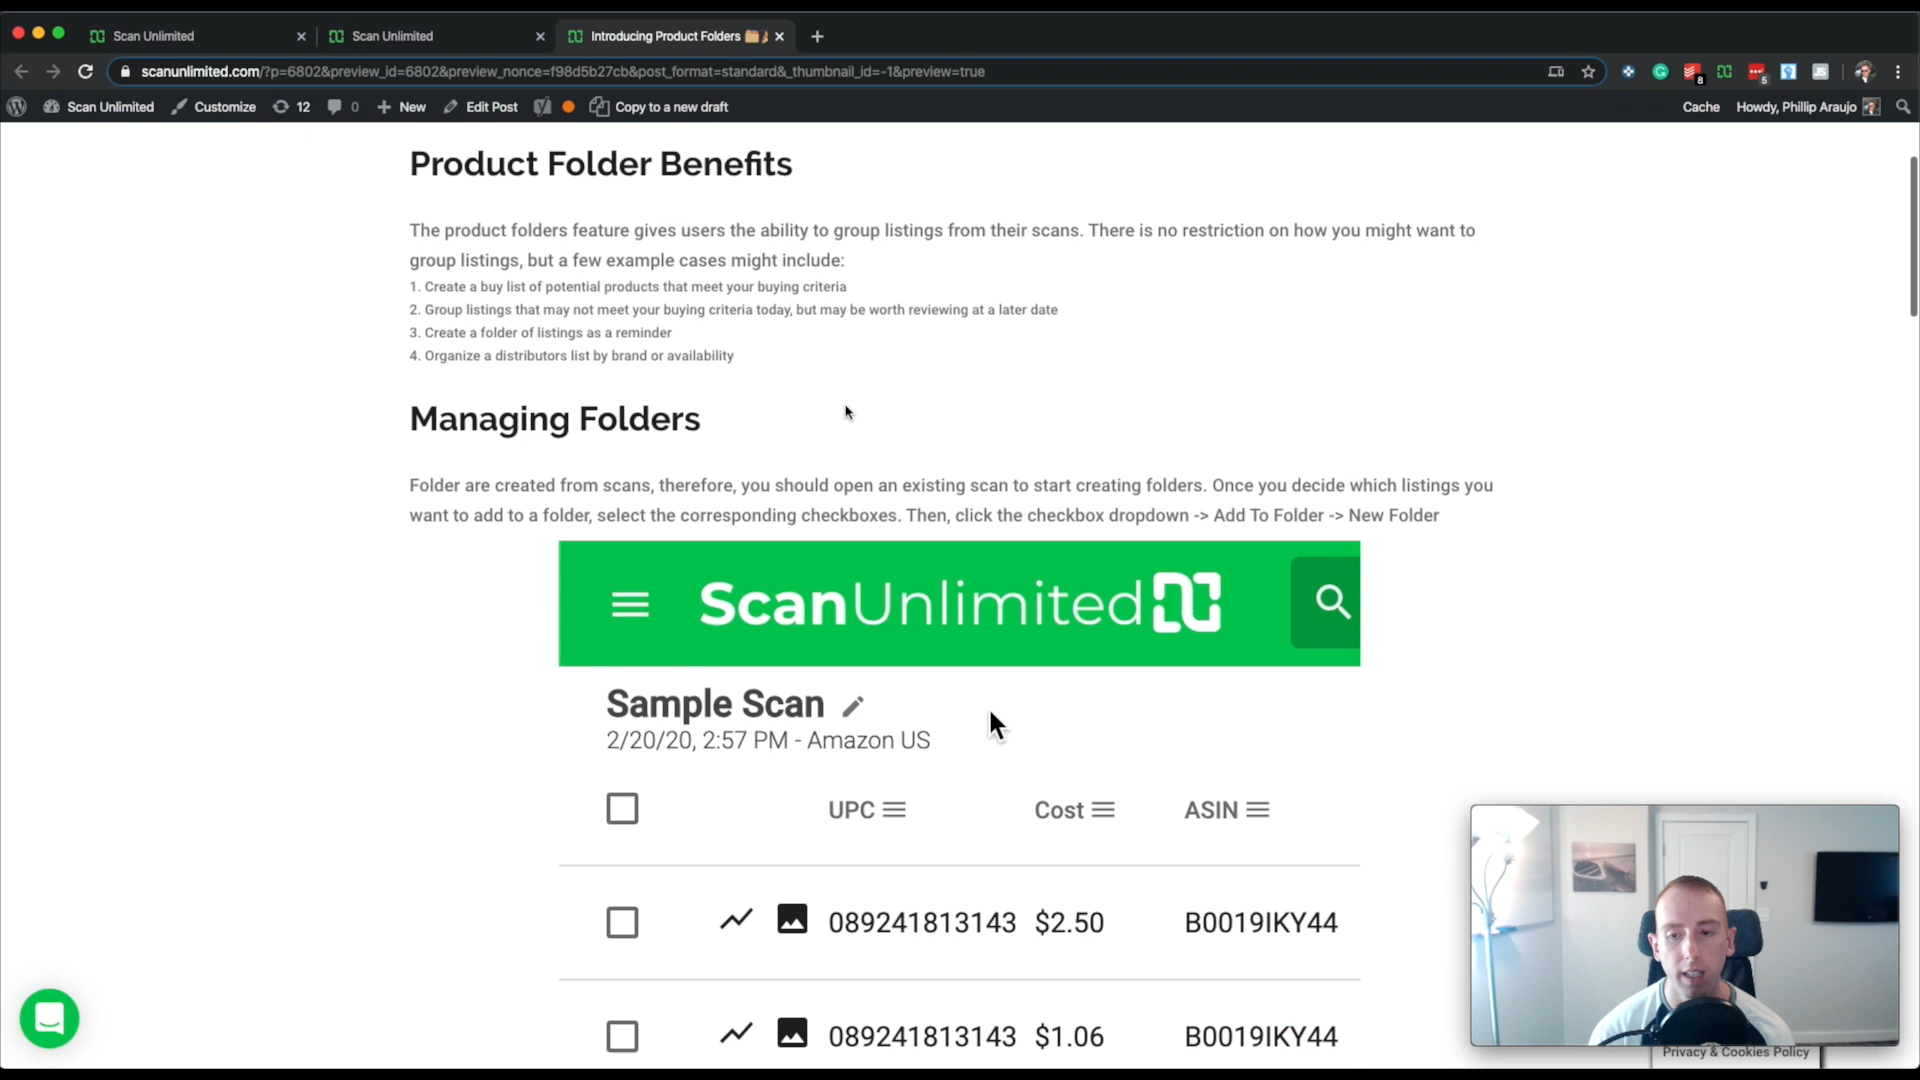 Scan Unlimited
Scan Unlimited
Introducing Product Folders
scanunlimited.com/?p=6802&preview_id=6802&preview_nonce=f98d5b27cb&post_format=standard&_thumbnail_id=-1&preview=true
8
5
JS
Scan Unlimited Customize 12 0 New Edit Post Copy to a new draft
Cache Howdy, Phillip Araujo
Product Folder Benefits
The product folders feature gives users the ability to group listings from their scans. There is no restriction on how you might want to
group listings, but a few example cases might include:
1. Create a buy list of potential products that meet your buying criteria
2. Group listings that may not meet your buying criteria today, but may be worth reviewing at a later date
3. Create a folder of listings as a reminder
4. Organize a distributors list by brand or availability
Managing Folders
Folder are created from scans, therefore, you should open an existing scan to start creating folders. Once you decide which listings you
want to add to a folder, select the corresponding checkboxes. Then, click the checkbox dropdown -> Add To Folder -> New Folder
ScanUnlimited
Sample Scan
2/20/20, 2:57 PM - Amazon US
UPC Cost ASIN
089241813143 $2.50 B0019IKY44
089241813143 $1.06 B0019IKY44
Privacy & Cookies Policy